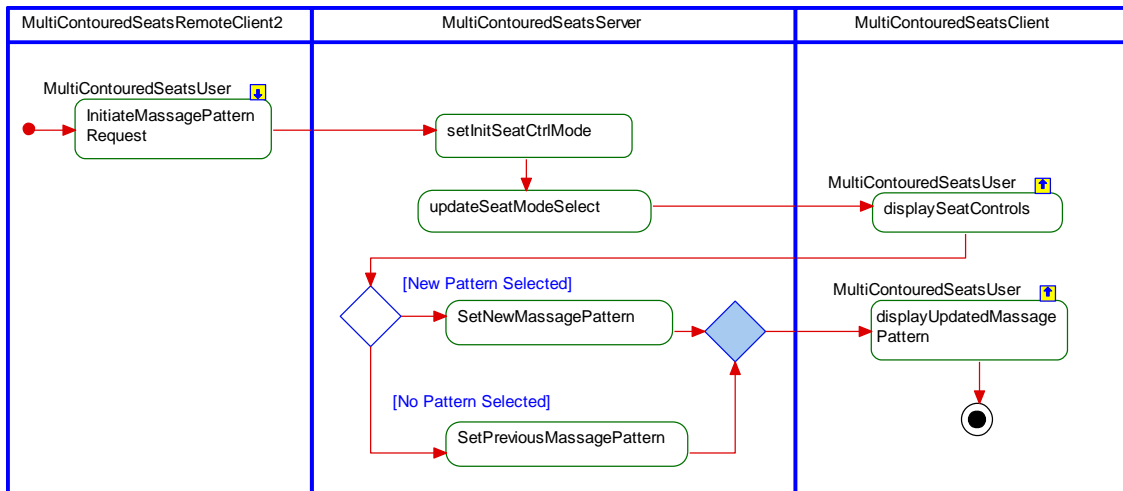 MultiContouredSeatsRemoteClient2
MultiContouredSeatsServer
MultiContouredSeatsClient
MultiContouredSeatsUser
InitiateMassagePattern
Request
setInitSeatCtrlMode
updateSeatModeSelect
MultiContouredSeatsUser
displaySeatControls
[New Pattern Selected]
SetNewMassagePattern
MultiContouredSeatsUser
displayUpdatedMassage
Pattern
[No Pattern Selected]
SetPreviousMassagePattern